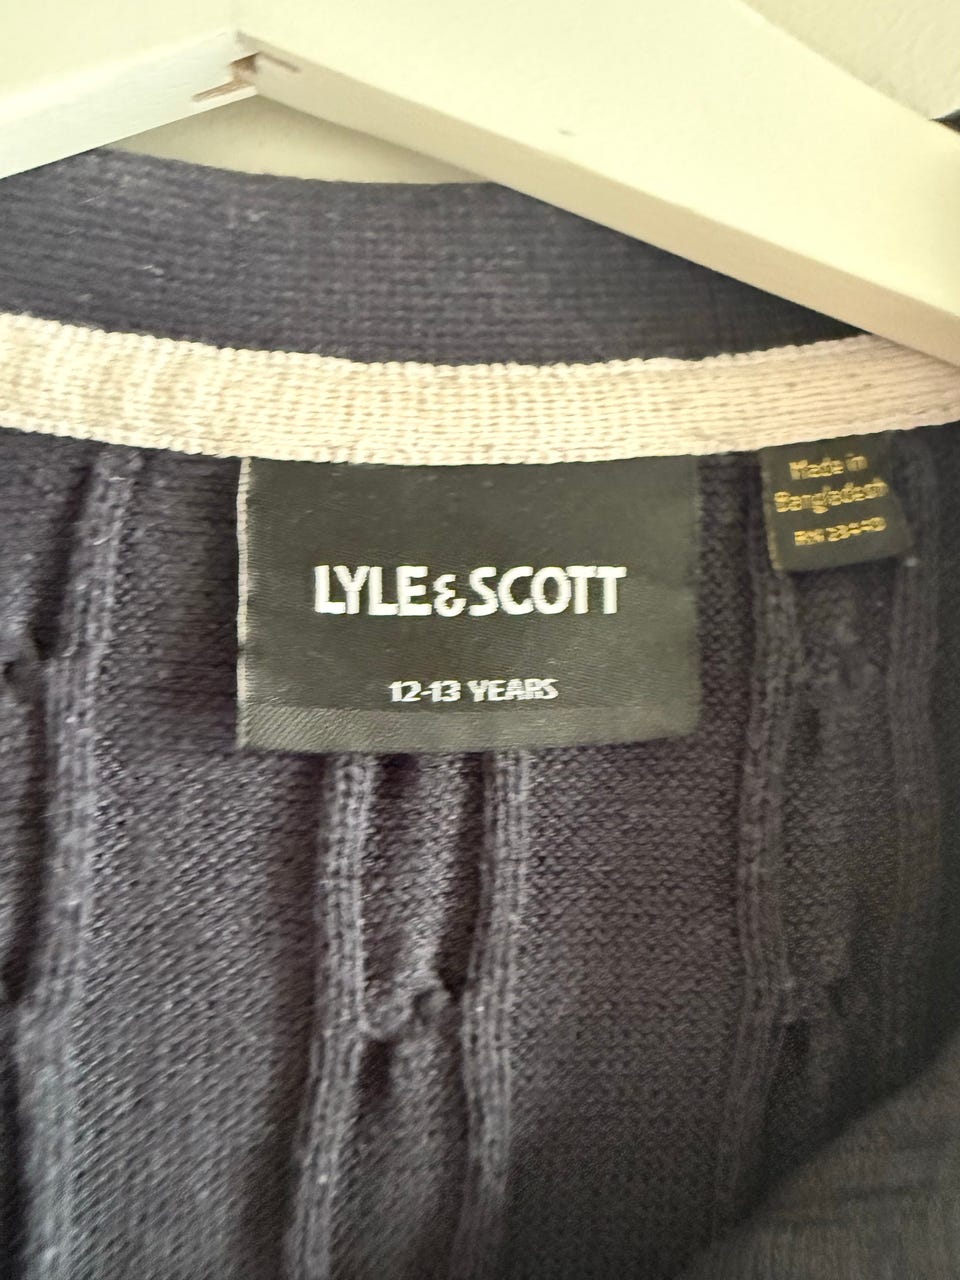 LYLE & SCOTT
12-13 YEARS
Made in
Bangladesh